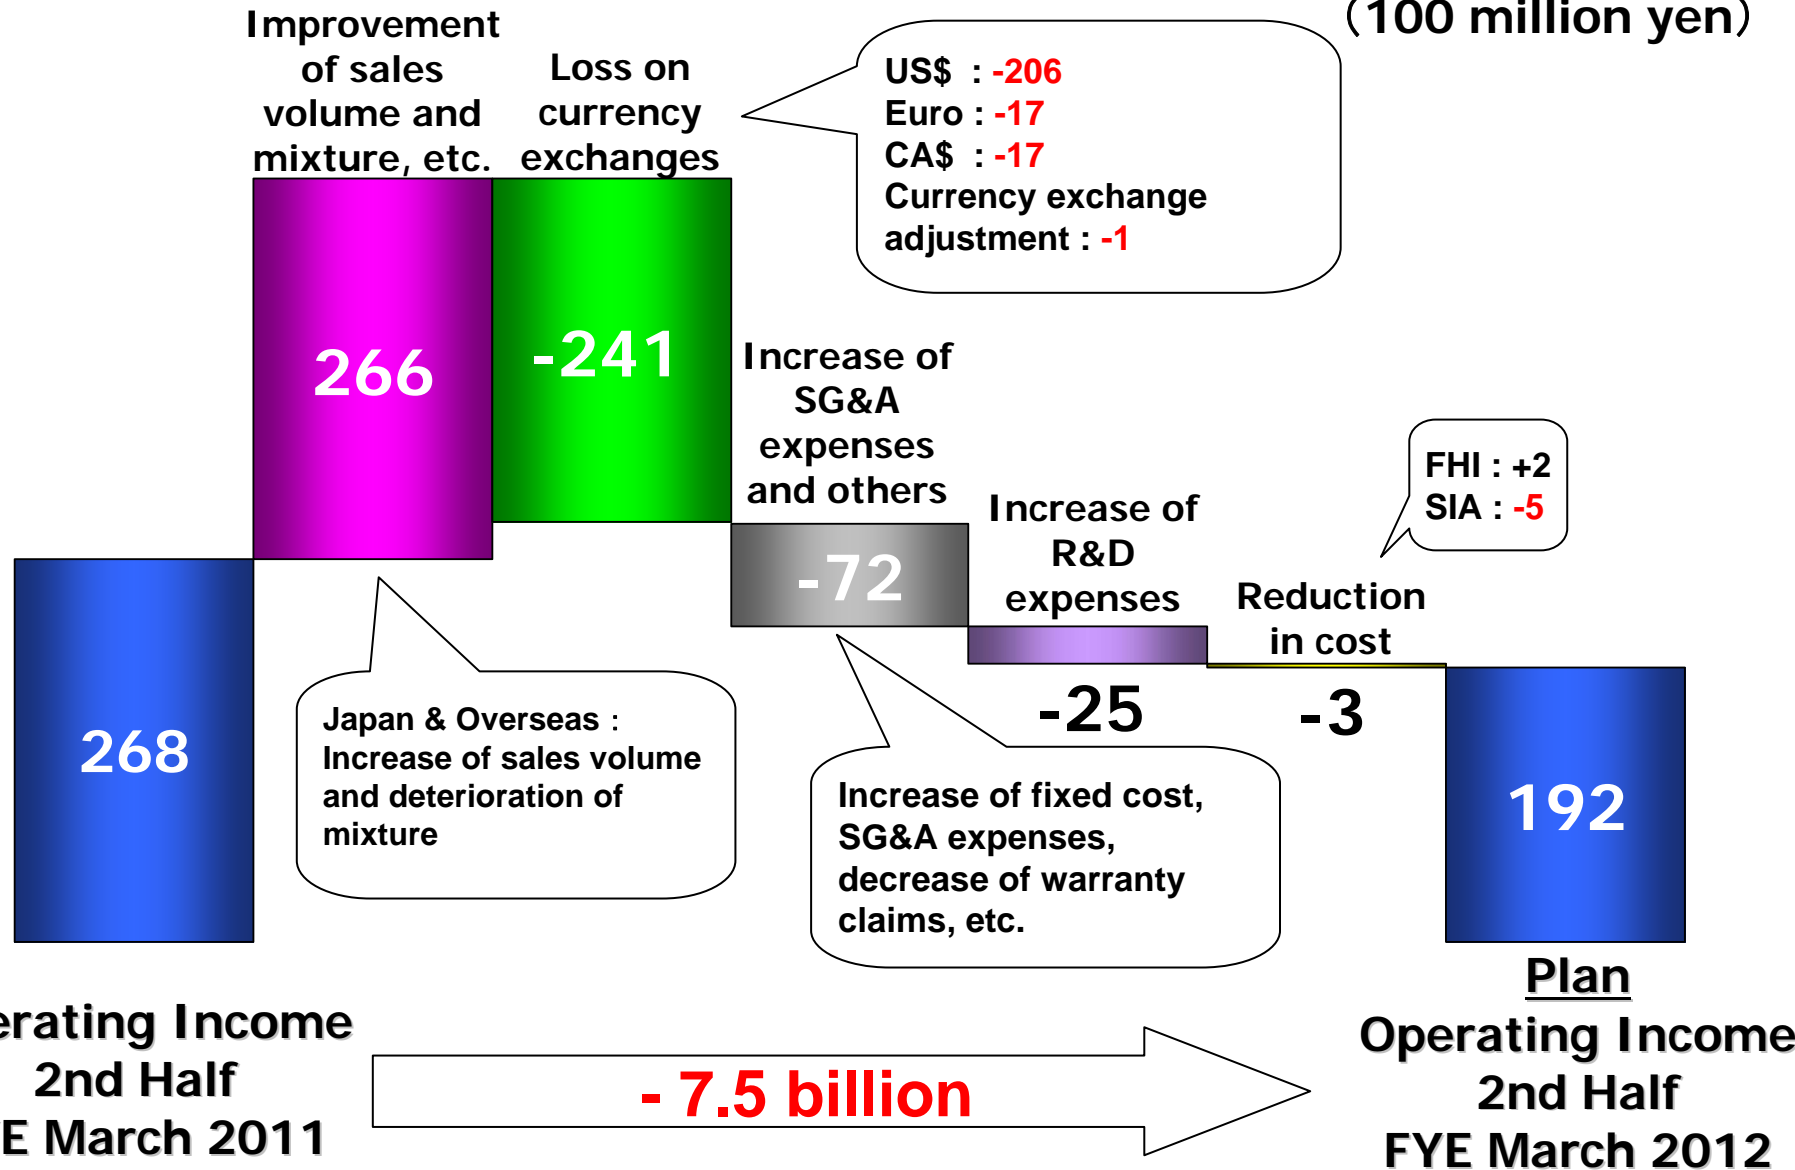 (100 million yen)
Improvement
of sales
volume and
mixture, etc.
Loss on
currency
exchanges
US$ : -206
Euro : -17
CA$ : -17
Currency exchange
adjustment : -1
266
-241
Increase of
SG&A
expenses
and others
-72
Increase of
R&D
expenses
-25
FHI : +2
SIA : -5
Reduction
in cost
-3
268
Japan & Overseas :
Increase of sales volume
and deterioration of
mixture
Increase of fixed cost,
SG&A expenses,
decrease of warranty
claims, etc.
192
erating Income
2nd Half
E March 2011
- 7.5 billion
Plan
Operating Income
2nd Half
FYE March 2012